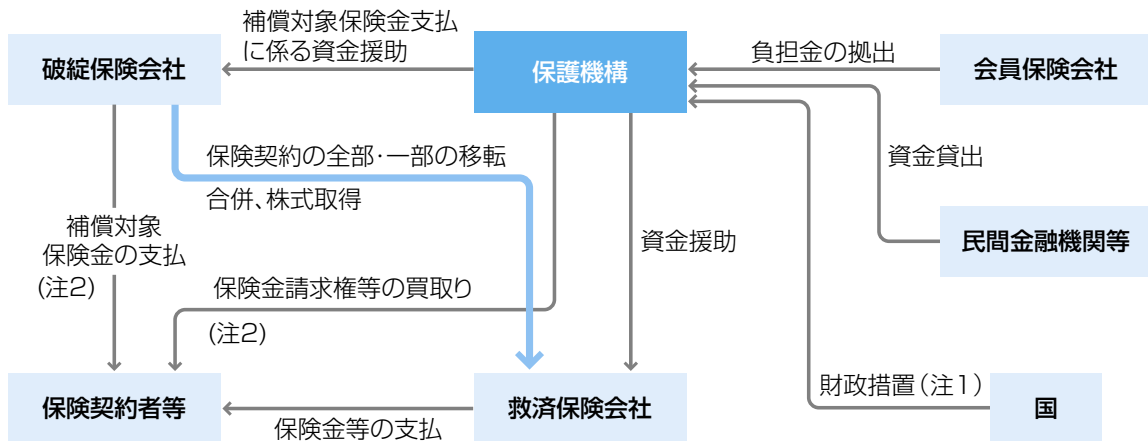 補償対象保険金支払
に係る資金援助
負担金の拠出
破綻保険会社
保護機構
会員保険会社
保険契約の全部・一部の移転
合併、株式取得
資金貸出
補償対象
保険金の支払
(注2)
資金援助
民間金融機関等
保険金請求権等の買取り
(注2)
財政措置(注1)
保険契約者等
救済保険会社
国
保険金等の支払